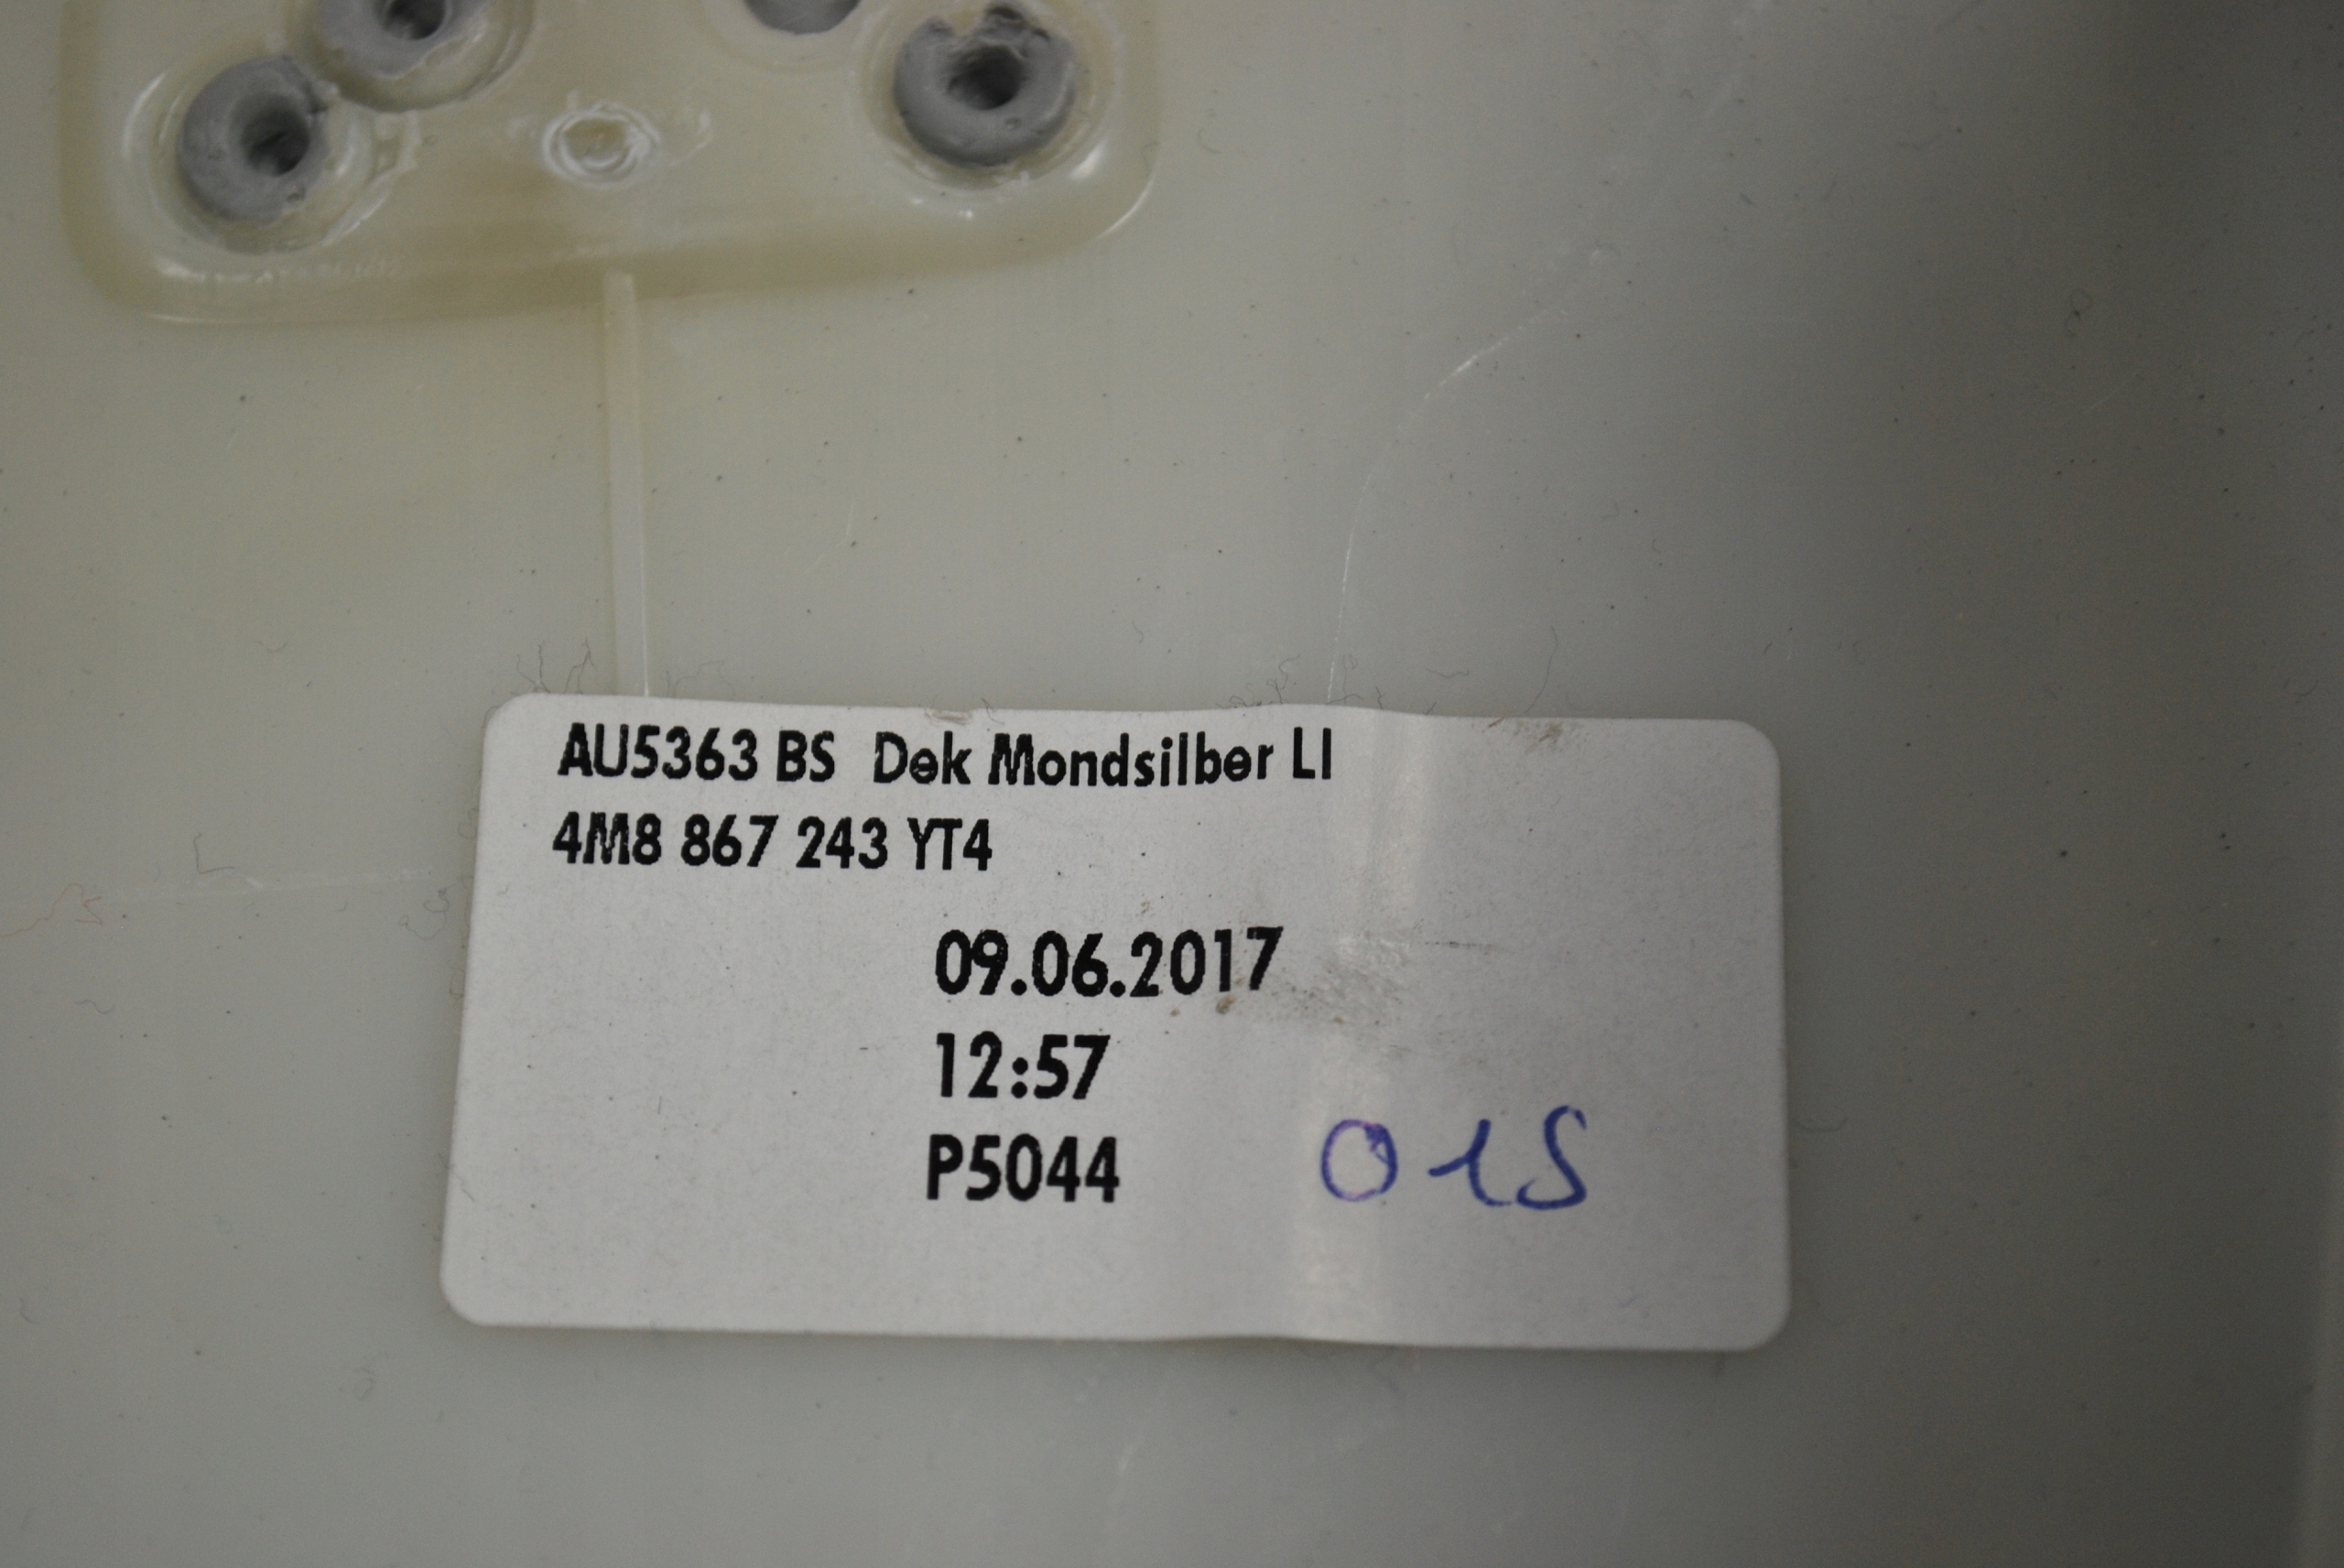 AU5363 BS Dek Mondsilber LI
4M8 867 243 YT4
09.06.2017
12:57
P5044 01S